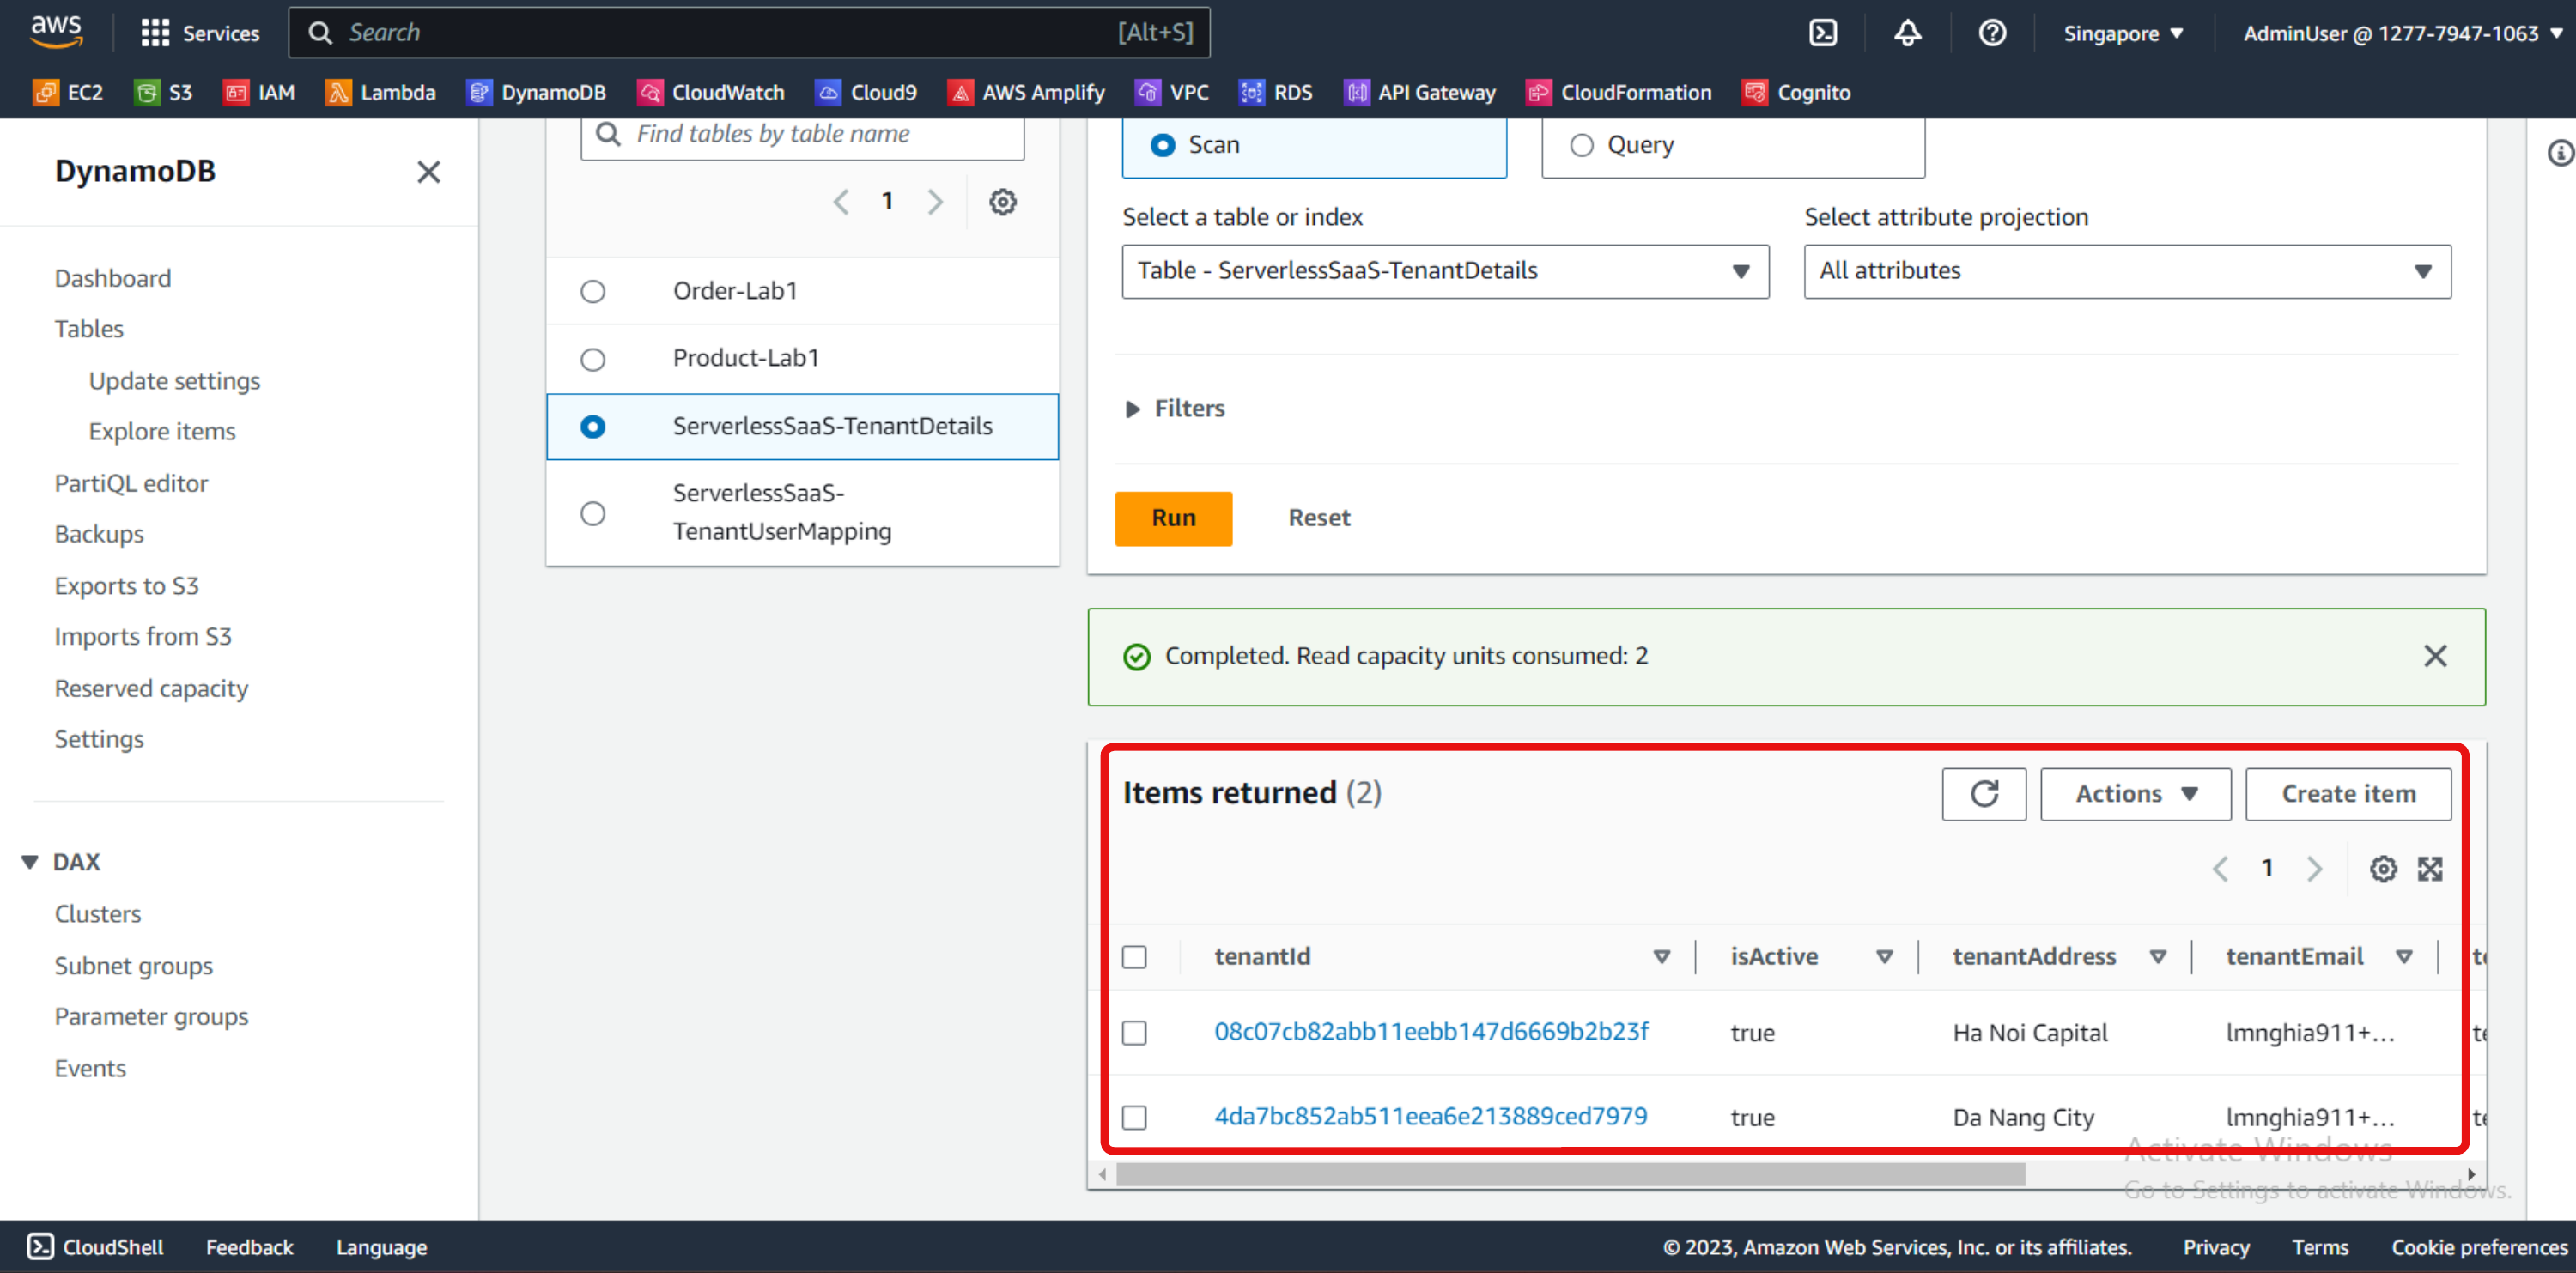 aws Services Search [Alt+S] Singapore AdminUser @ 1277-7947-1063
EC2 S3 IAM Lambda DynamoDB CloudWatch Cloud9 AWS Amplify VPC RDS API Gateway CloudFormation Cognito
DynamoDB
Dashboard
Tables
Update settings
Explore items
PartiQL editor
Backups
Exports to S3
Imports from S3
Reserved capacity
Settings
DAX
Clusters
Subnet groups
Parameter groups
Events
Find tables by table name
1
Order-Lab1
Product-Lab1
ServerlessSaaS-TenantDetails
ServerlessSaaS-
TenantUserMapping
Scan Query
Select a table or index Select attribute projection
Table - ServerlessSaaS-TenantDetails All attributes
Filters
Run Reset
Completed. Read capacity units consumed: 2
Items returned (2) Actions Create item
1
tenantId isActive tenantAddress tenantEmail
08c07cb82abb11eebb147d6669b2b23f true Ha Noi Capital lmnghia911+...
4da7bc852ab511eea6e213889ced7979 true Da Nang City lmnghia911+...
Activate Windows
Go to Settings to activate Windows.
CloudShell Feedback Language © 2023, Amazon Web Services, Inc. or its affiliates. Privacy Terms Cookie preferences